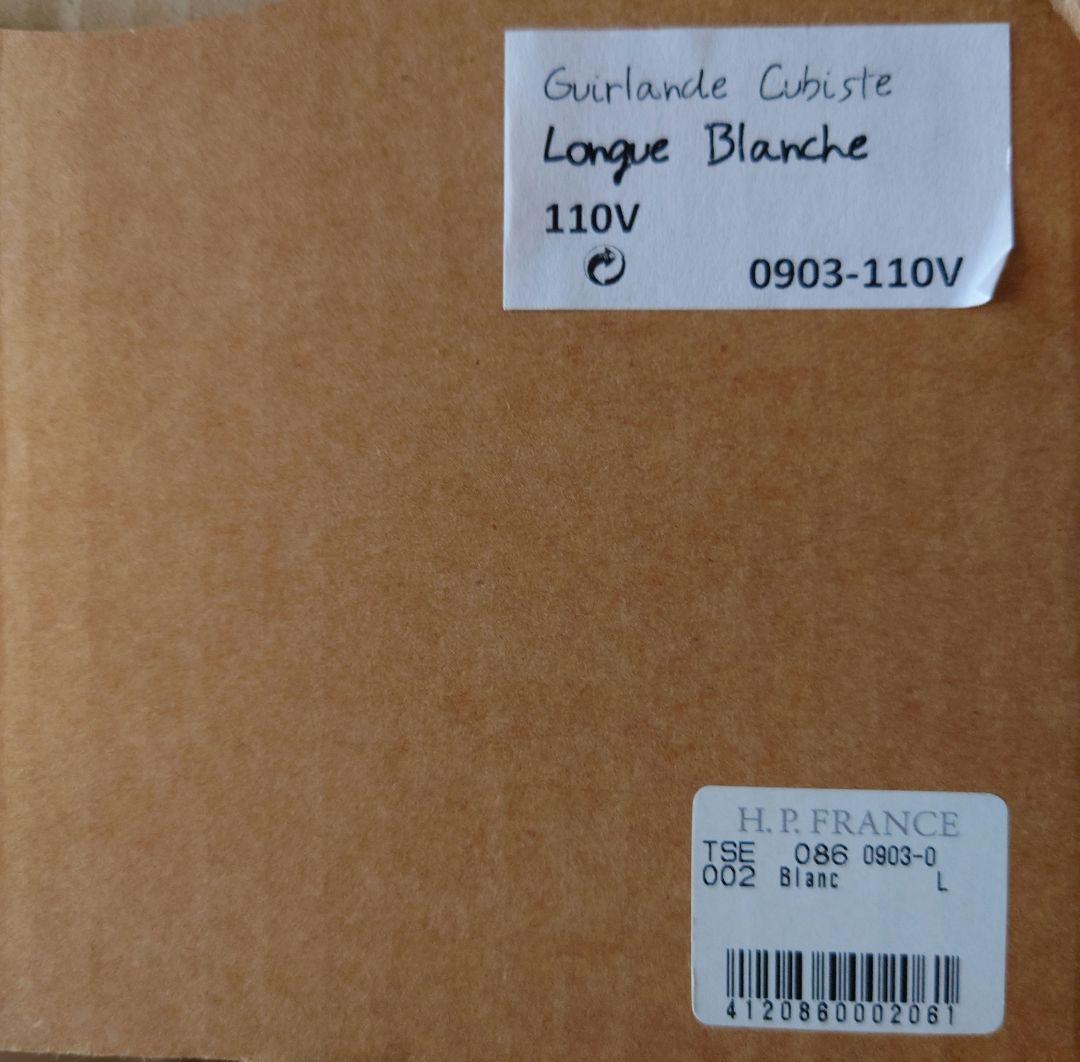 Guirlande Cubiste
Longue Blanche
110V
0903-110V
H.P. FRANCE
TSE 086 0903-0
002 Blanc L
4120860002061